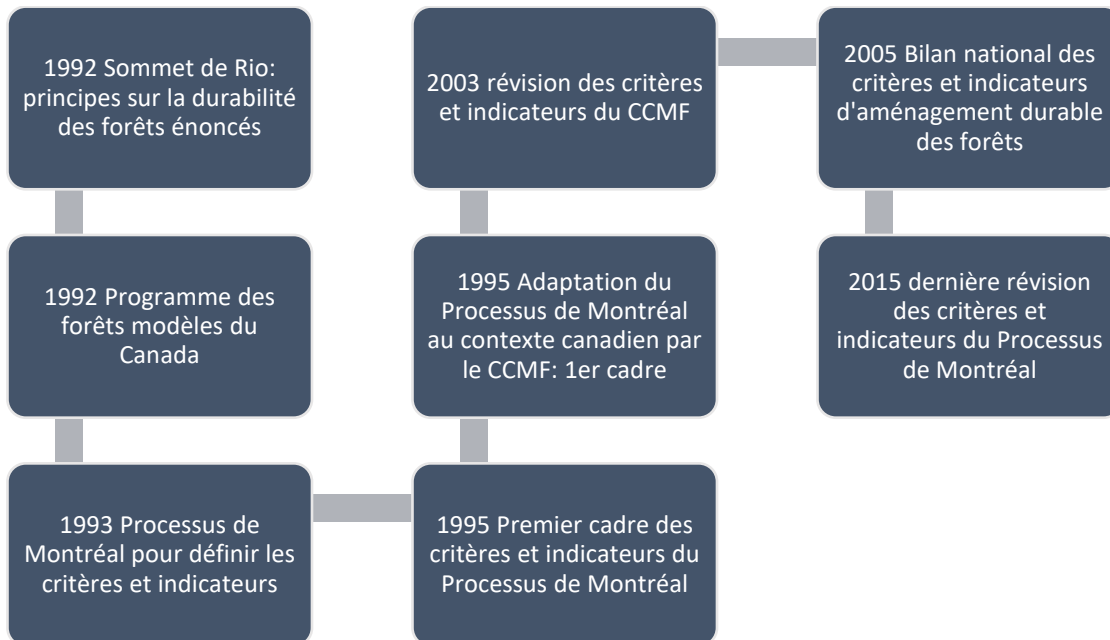 1992 Sommet de Rio:
principes sur la durabilité
des forêts énoncés
1992 Programme des
forêts modèles du
Canada
1993 Processus de
Montréal pour définir les
critères et indicateurs
1995 Premier cadre des
critères et indicateurs du
Processus de Montréal
1995 Adaptation du
Processus de Montréal
au contexte canadien par
le CCMF: 1er cadre
2003 révision des critères
et indicateurs du CCMF
2005 Bilan national des
critères et indicateurs
d'aménagement durable
des forêts
2015 dernière révision
des critères et
indicateurs du Processus
de Montréal